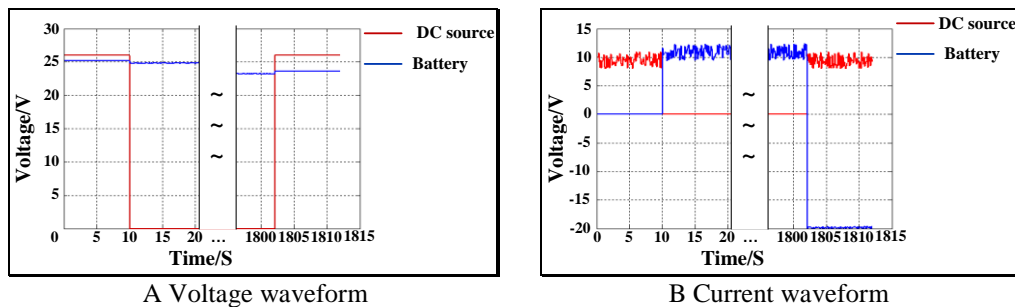 30
25
20
15
10
5
0
Voltage/V
0 5 10 15 20 ... 1800 1805 1810 1815
Time/S
~
~
~
DC source
Battery
A Voltage waveform
15
10
5
0
-5
-10
-15
-20
Voltage/V
0 5 10 15 20 ... 1800 1805 1810 1815
Time/S
~
~
~
DC source
Battery
B Current waveform